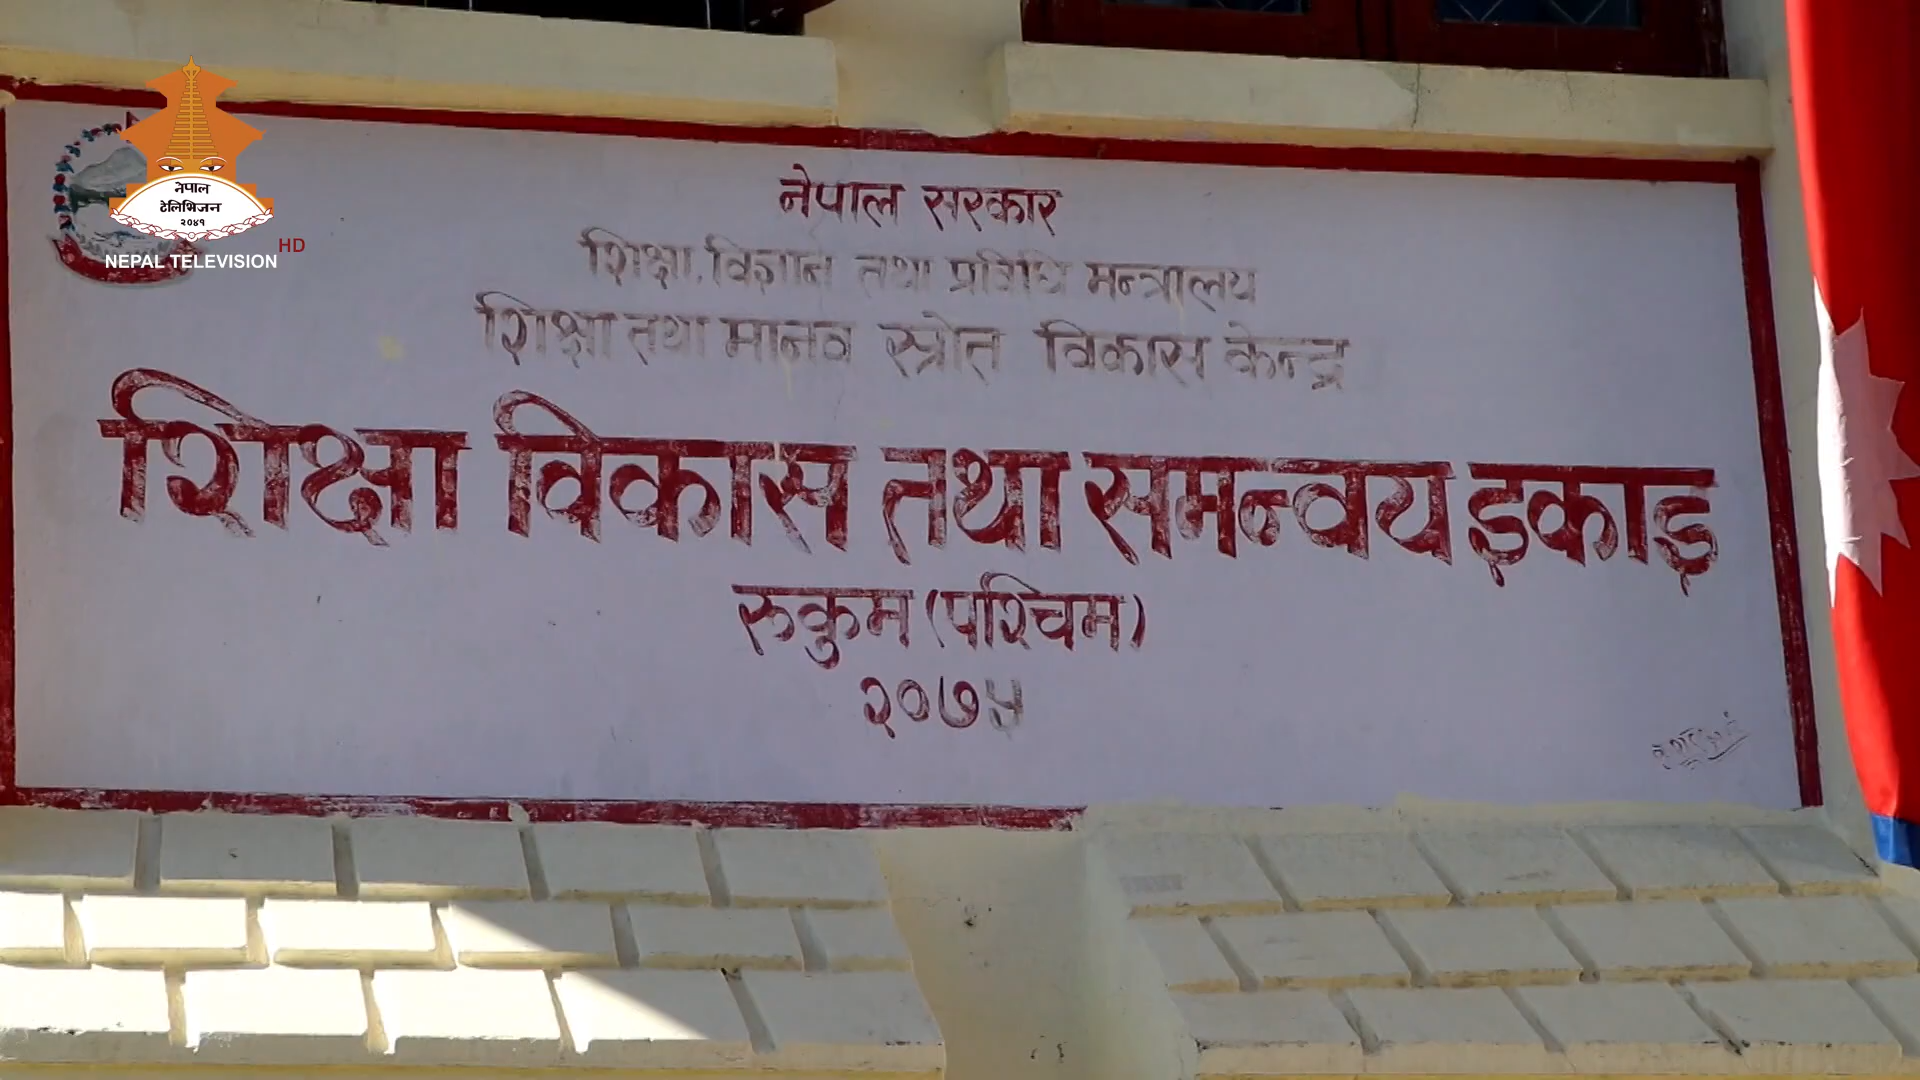 नेपाल
टेलिभिजन
२०४१
NEPAL TELEVISION HD
नेपाल सरकार
शिक्षा, विज्ञान तथा प्रविधि मन्त्रालय
शिक्षा तथा मानव स्रोत विकास केन्द्र
शिक्षा विकास तथा समन्वय इकाइ
रुकुम (पश्चिम)
२०७५